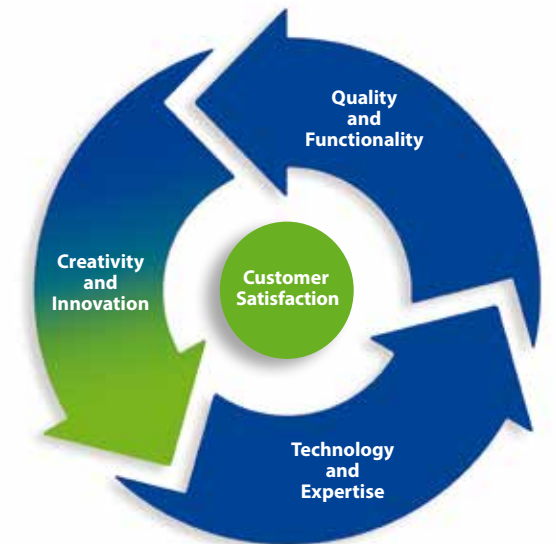 Quality
and
Functionality
Creativity
and
Innovation
Customer
Satisfaction
Technology
and
Expertise